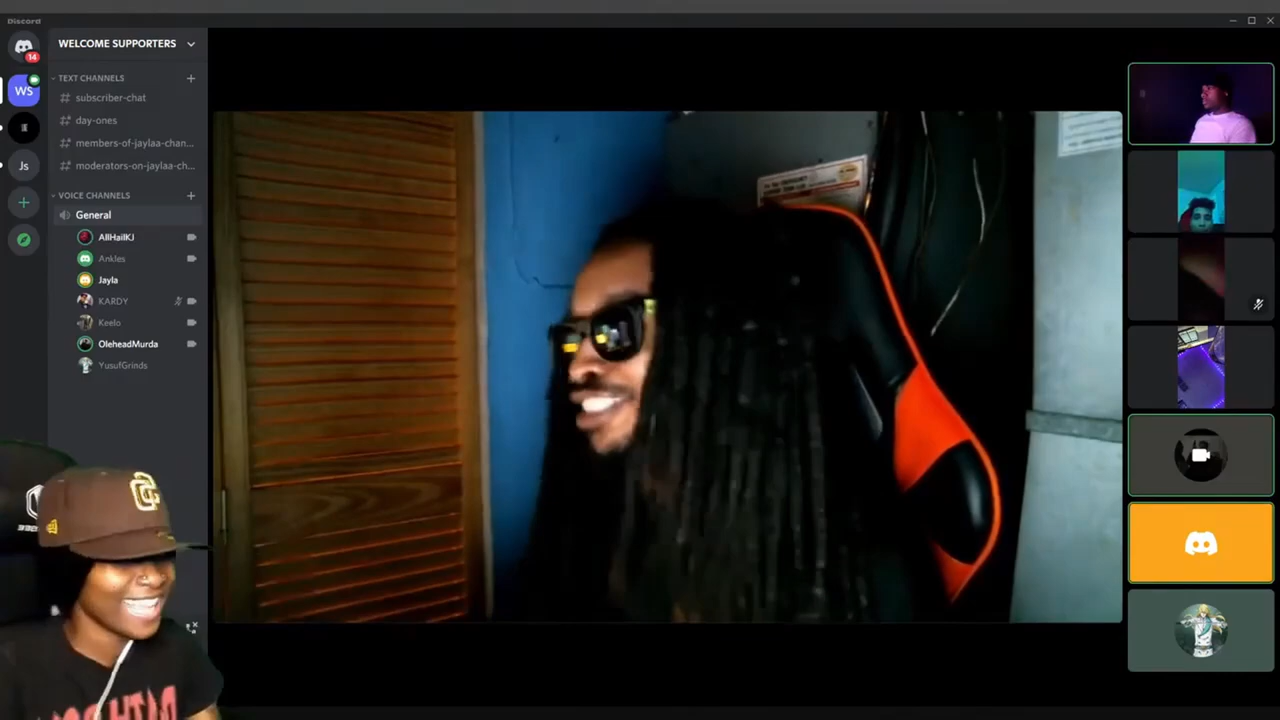 Discord
14
WELCOME SUPPORTERS
WS
TEXT CHANNELS
# subscriber-chat
# day-ones
# members-of-jaylaa-chan...
# moderators-on-jaylaa-ch...
Js
VOICE CHANNELS
General
AllHailKJ
Ankles
Jayla
KARDY
Keelo
OleheadMurda
YusufGrinds